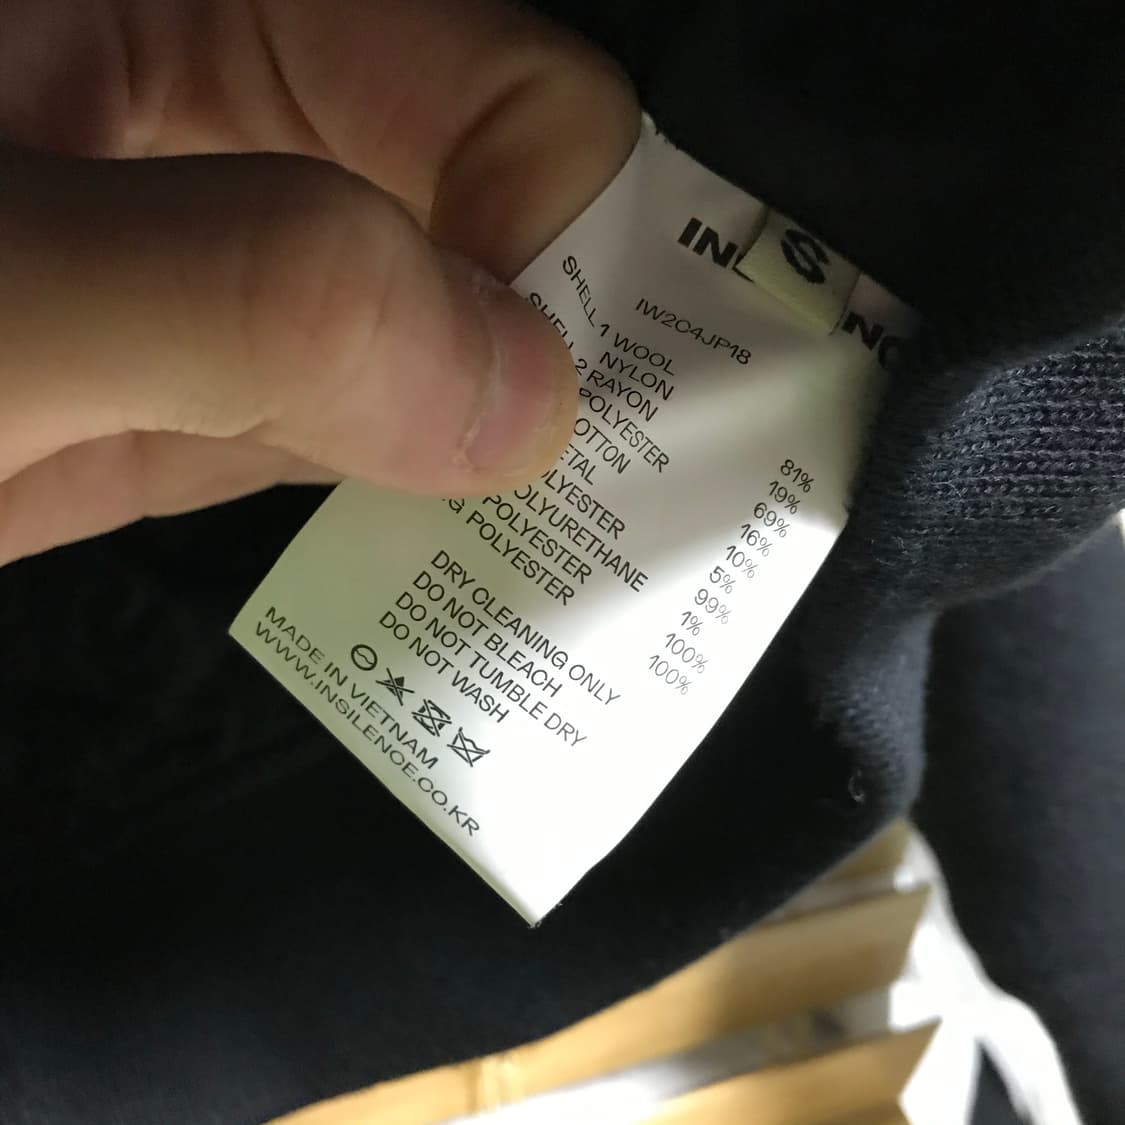 S
IW2C4JP18
SHELL 1 WOOL 81%
NYLON 19%
SHELL 2 RAYON 69%
POLYESTER 16%
10%
5%
99%
1%
POLYESTER 100%
POLYESTER 100%
DRY CLEANING ONLY
DO NOT BLEACH
DO NOT TUMBLE DRY
DO NOT WASH
MADE IN VIETNAM
WWW.INSILENCE.CO.KR